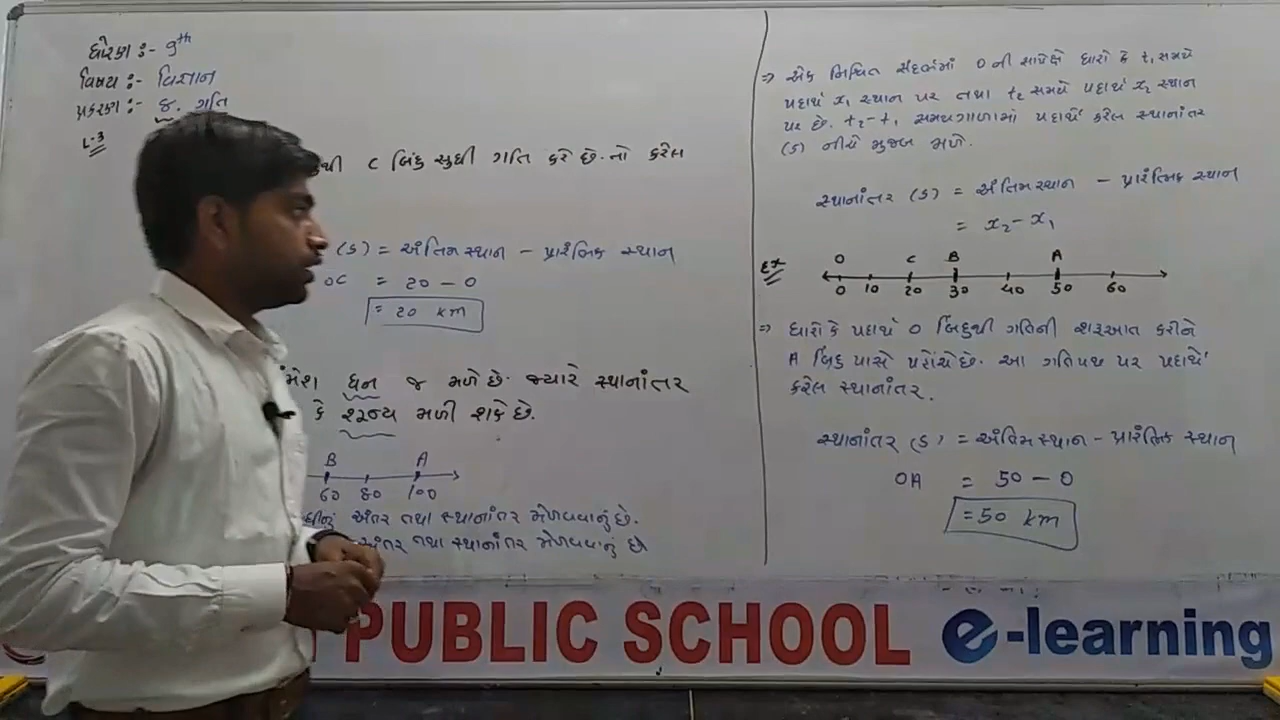 ધોરણ :- 9th
વિષય :- વિજ્ઞાન
પ્રકરણ :- ૮. ગતિ
L-3
થી C બિંદુ સુધી ગતિ કરે છે. તો કરેલ
(S) = અંતિમ સ્થાન - પ્રારંભિક સ્થાન
OC = 20 - 0
= 20 km
ધન જ મળે છે. જ્યારે સ્થાનાંતર
કે શૂન્ય મળી શકે છે.
B A
60 80 100
અંતર તથા સ્થાનાંતર મેળવવાનું છે.
અંતર તથા સ્થાનાંતર મેળવવાનું છે
⇒ એક નિશ્ચિત સંદર્ભમાં O ની સાપેક્ષે ધારો કે t₁ સમયે
પદાર્થ x₁ સ્થાન પર તથા t₂ સમયે પદાર્થ x₂ સ્થાન
પર છે. t₂-t₁ સમયગાળામાં પદાર્થે કરેલ સ્થાનાંતર
(S) નીચે મુજબ મળે.
સ્થાનાંતર (S) = અંતિમ સ્થાન - પ્રારંભિક સ્થાન
= x₂ - x₁
Ex
O C B A
0 10 20 30 40 50 60
⇒ ધારો કે પદાર્થ O બિંદુથી ગતિની શરૂઆત કરીને
A બિંદુ પાસે પહોંચે છે. આ ગતિપથ પર પદાર્થે
કરેલ સ્થાનાંતર.
સ્થાનાંતર (S) = અંતિમ સ્થાન - પ્રારંભિક સ્થાન
OA = 50 - 0
= 50 km
PUBLIC SCHOOL e-learning